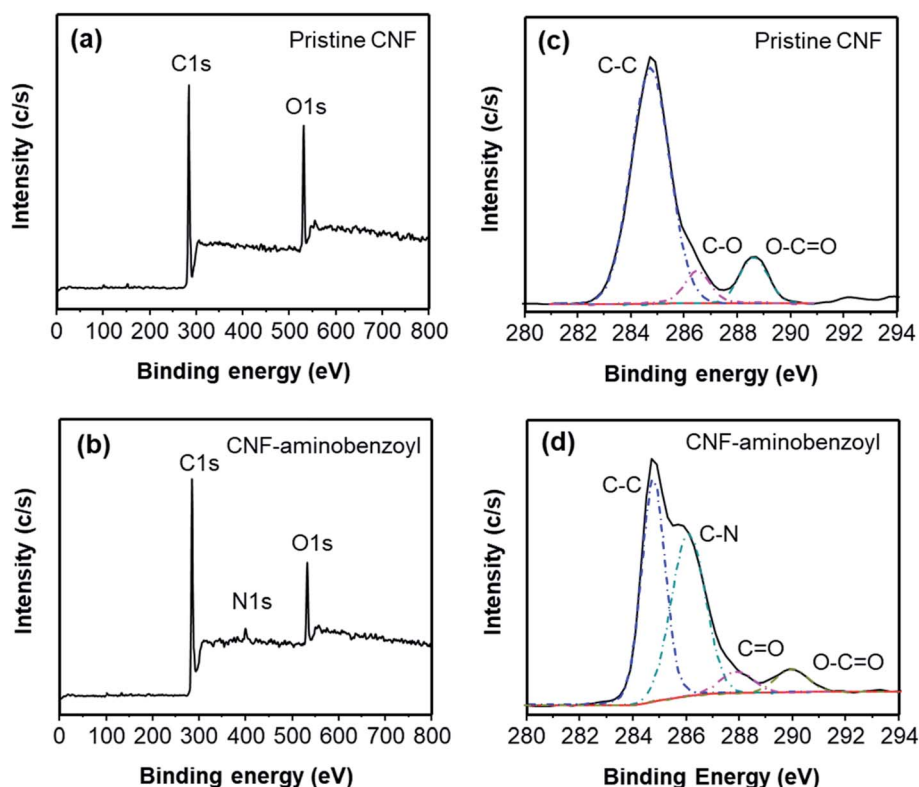 (a)
Pristine CNF
C1s
O1s
Intensity (c/s)
0 100 200 300 400 500 600 700 800
Binding energy (eV)
(c)
Pristine CNF
C-C
C-O
O-C=O
Intensity (c/s)
280 282 284 286 288 290 292 294
Binding energy (eV)
(b)
CNF-aminobenzoyl
C1s
N1s
O1s
Intensity (c/s)
0 100 200 300 400 500 600 700 800
Binding energy (eV)
(d)
CNF-aminobenzoyl
C-C
C-N
C=O
O-C=O
Intensity (c/s)
280 282 284 286 288 290 292 294
Binding Energy (eV)